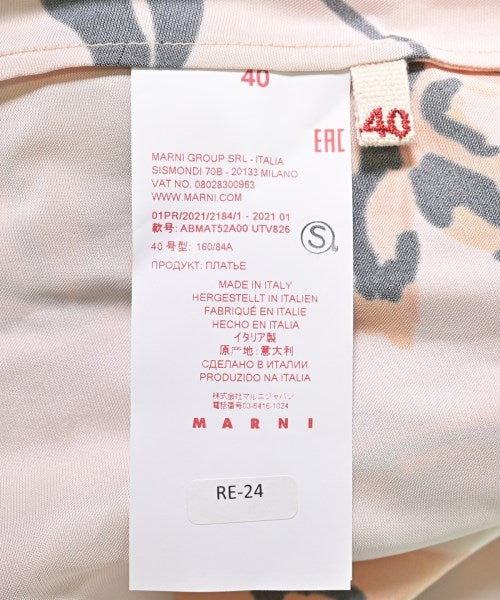 40
40
EAC
MARNI GROUP SRL - ITALIA
SISMONDI 70B - 20133 MILANO
VAT NO. 08028300963
WWW.MARNI.COM
01PR/2021/2184/1 - 2021 01
款号: ABMAT52A00 UTV826
S
40 号型: 160/84A
ПРОДУКТ: ПЛАТЬЕ
MADE IN ITALY
HERGESTELLT IN ITALIEN
FABRIQUÉ EN ITALIE
HECHO EN ITALIA
イタリア製
原产地: 意大利
СДЕЛАНО В ИТАЛИИ
PRODUZIDO NA ITALIA
株式会社マルニジャパン
電話番号03-6416-1024
MARNI
RE-24